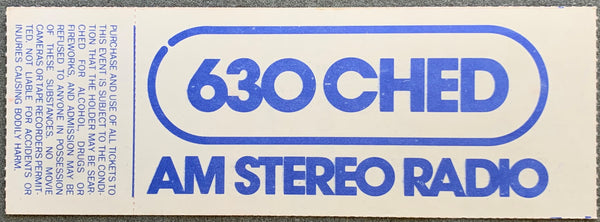 PURCHASE AND USE OF ALL TICKETS TO
THIS EVENT IS SUBJECT TO THE CONDI-
TION THAT THE HOLDER MAY BE SEAR-
CHED FOR ALCOHOL, DRUGS OR
FIREWORKS, AND ADMISSION MAY BE
REFUSED TO ANYONE IN POSSESSION
OF THESE SUBSTANCES. NO MOVIE
CAMERAS OR TAPE RECORDERS PERMIT-
TED. NOT LIABLE FOR ACCIDENTS OR
INJURIES CAUSING BODILY HARM.
630 CHED
AM STEREO RADIO